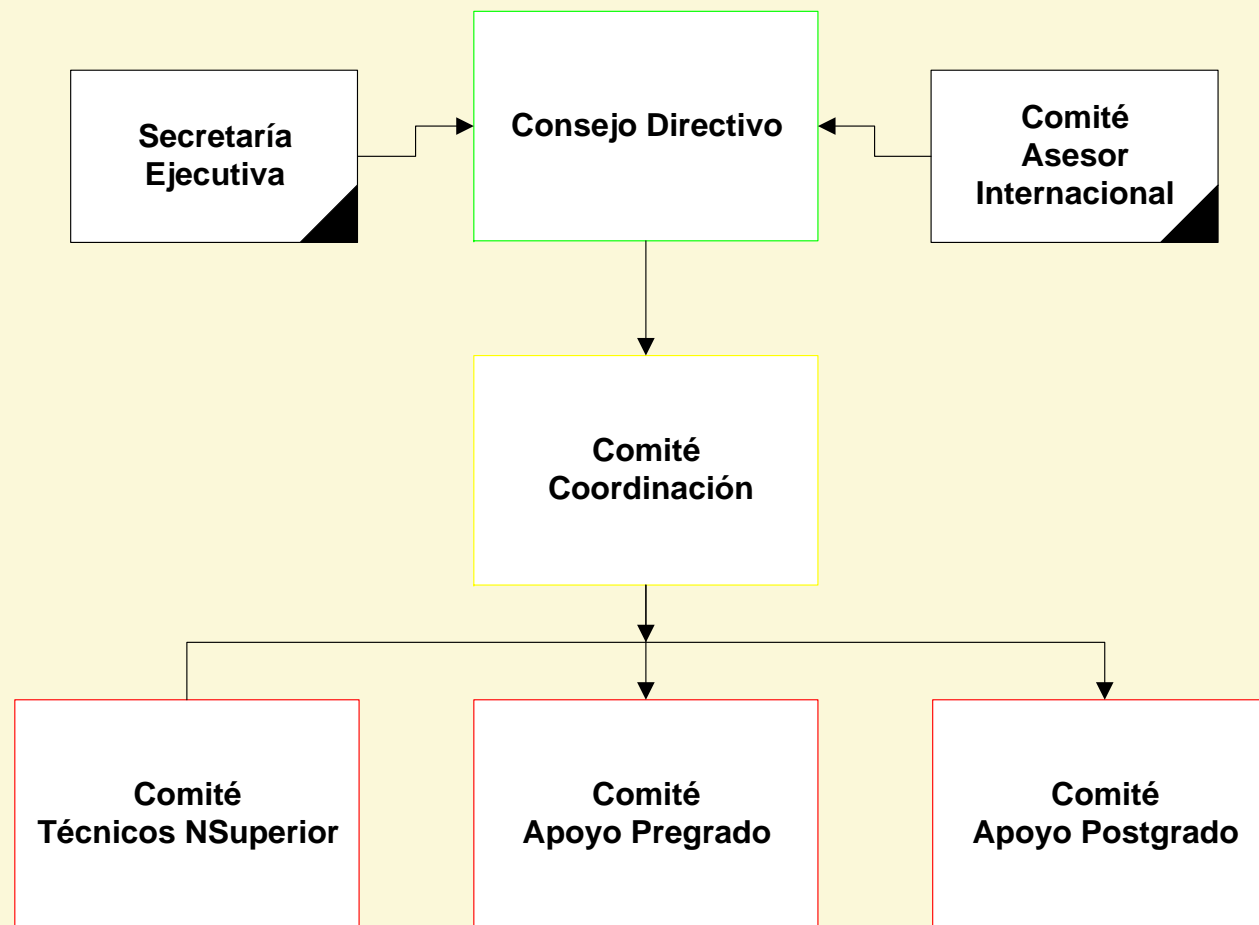 Secretaría
Ejecutiva
Consejo Directivo
Comité
Asesor
Internacional
Comité
Coordinación
Comité
Técnicos NSuperior
Comité
Apoyo Pregrado
Comité
Apoyo Postgrado